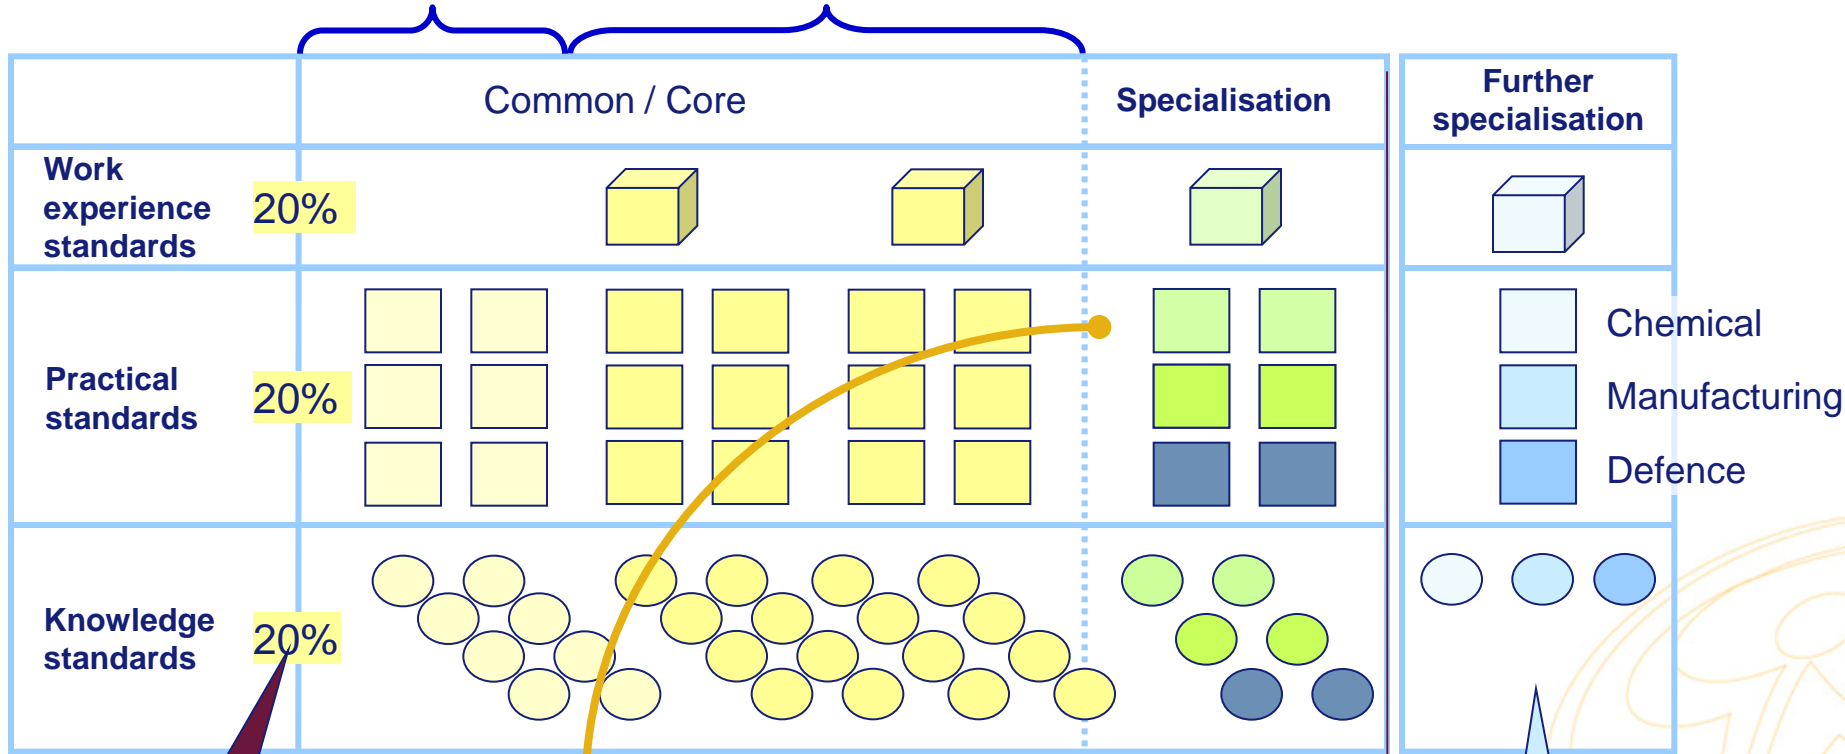 Common / Core
Specialisation
Further
specialisation
Work
experience
standards
20%
Practical
standards
20%
Chemical
Manufacturing
Defence
Knowledge
standards
20%